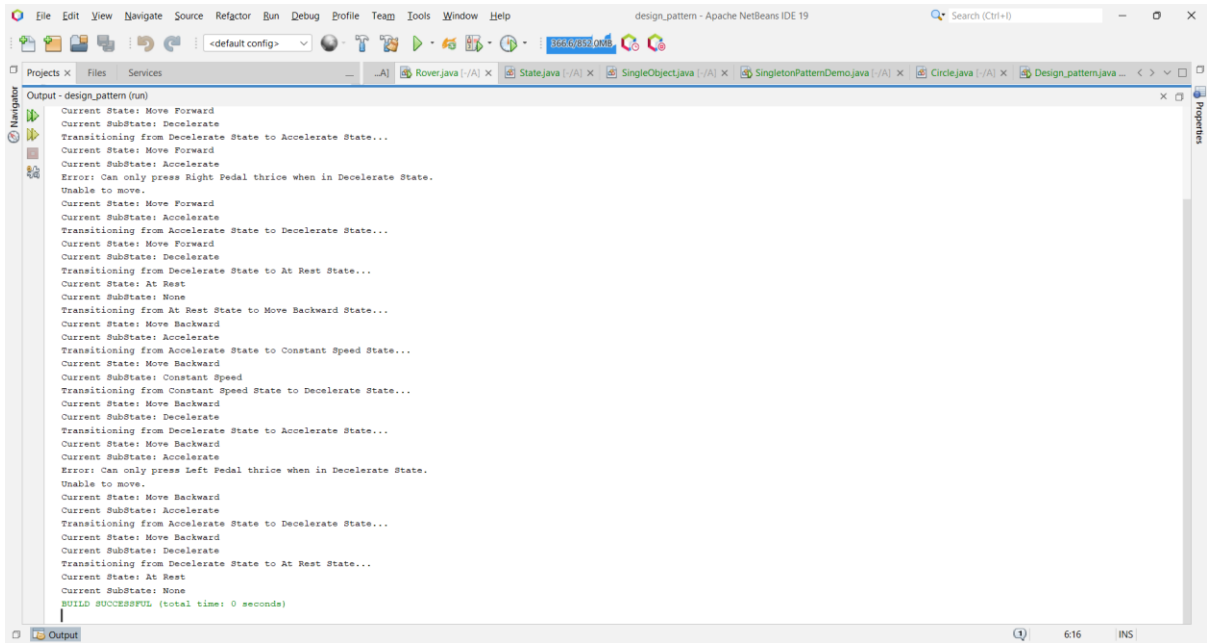 File Edit View Navigate Source Refactor Run Debug Profile Team Tools Window Help design_pattern - Apache NetBeans IDE 19 Search (Ctrl+I)
<default config>
Projects Files Services ...A] Rover.java [-/A] State.java [-/A] SingleObject.java [-/A] SingletonPatternDemo.java [-/A] Circle.java [-/A] Design_pattern.java ...
Navigator
Properties
Output - design_pattern (run)
Current State: Move Forward
Current SubState: Decelerate
Transitioning from Decelerate State to Accelerate State...
Current State: Move Forward
Current SubState: Accelerate
Error: Can only press Right Pedal thrice when in Decelerate State.
Unable to move.
Current State: Move Forward
Current SubState: Accelerate
Transitioning from Accelerate State to Decelerate State...
Current State: Move Forward
Current SubState: Decelerate
Transitioning from Decelerate State to At Rest State...
Current State: At Rest
Current SubState: None
Transitioning from At Rest State to Move Backward State...
Current State: Move Backward
Current SubState: Accelerate
Transitioning from Accelerate State to Constant Speed State...
Current State: Move Backward
Current SubState: Constant Speed
Transitioning from Constant Speed State to Decelerate State...
Current State: Move Backward
Current SubState: Decelerate
Transitioning from Decelerate State to Accelerate State...
Current State: Move Backward
Current SubState: Accelerate
Error: Can only press Left Pedal thrice when in Decelerate State.
Unable to move.
Current State: Move Backward
Current SubState: Accelerate
Transitioning from Accelerate State to Decelerate State...
Current State: Move Backward
Current SubState: Decelerate
Transitioning from Decelerate State to At Rest State...
Current State: At Rest
Current SubState: None
BUILD SUCCESSFUL (total time: 0 seconds)
Output 1 6:16 INS